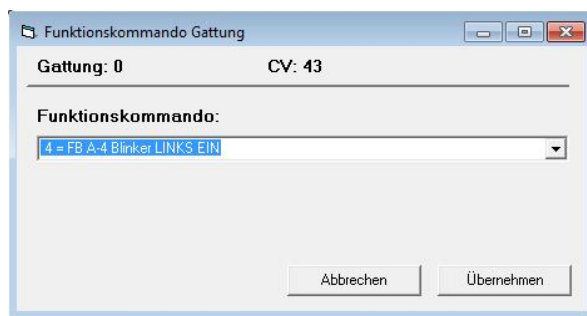 Funktionskommando Gattung
Gattung: 0 CV: 43
Funktionskommando:
4 = FB A-4 Blinker LINKS EIN
Abbrechen Übernehmen